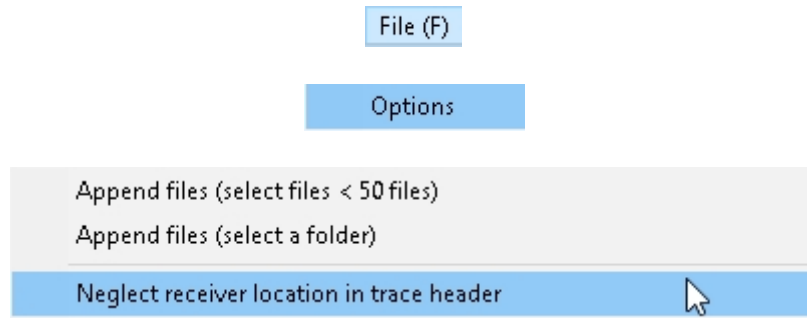 File (F)
Options
Append files (select files < 50 files)
Append files (select a folder)
Neglect receiver location in trace header